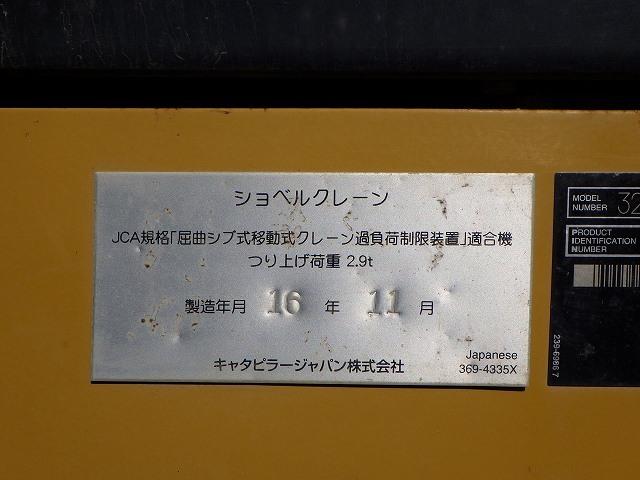 ショベルクレーン
JCA規格「屈曲ジブ式移動式クレーン過負荷制限装置」適合機
つり上げ荷重 2.9t
製造年月 16 年 11 月
キャタピラージャパン株式会社
Japanese
369-4335X
MODEL
NUMBER 32
PRODUCT
IDENTIFICATION
NUMBER
239-5986 7